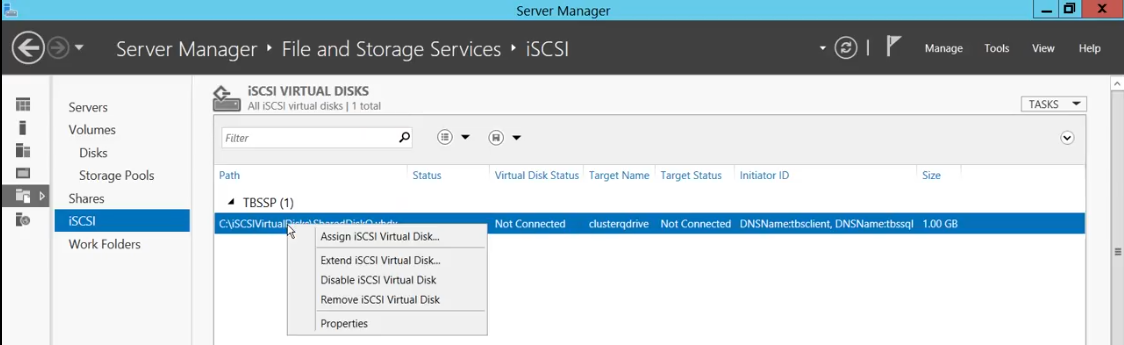 Server Manager
Server Manager ‣ File and Storage Services ‣ iSCSI
Manage Tools View Help
Servers
Volumes
Disks
Storage Pools
Shares
iSCSI
Work Folders
iSCSI VIRTUAL DISKS
All iSCSI virtual disks | 1 total
TASKS
Filter
Path Status Virtual Disk Status Target Name Target Status Initiator ID Size
TBSSP (1)
C:\iSCSIVirtualDisks\SharedDiskQ.vhdx Not Connected clusterqdrive Not Connected DNSName:tbsclient, DNSName:tbssql 1.00 GB
Assign iSCSI Virtual Disk...
Extend iSCSI Virtual Disk...
Disable iSCSI Virtual Disk
Remove iSCSI Virtual Disk
Properties